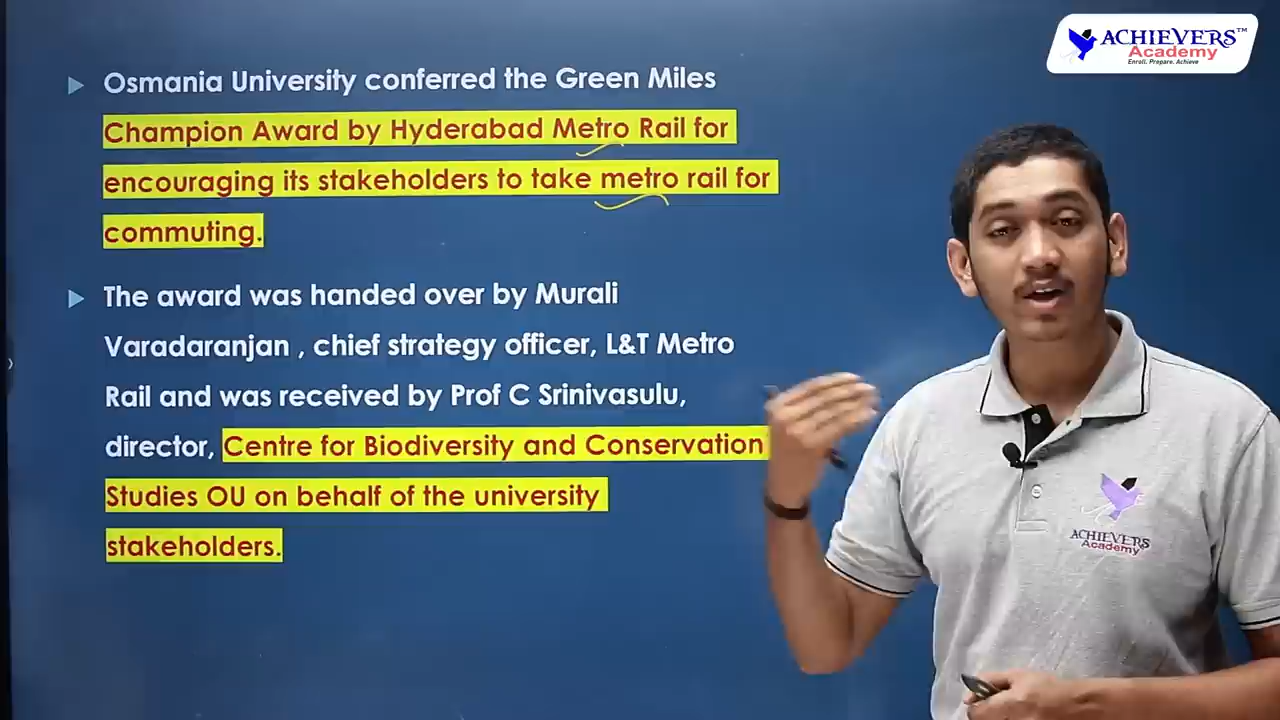 Osmania University conferred the Green Miles
Champion Award by Hyderabad Metro Rail for
encouraging its stakeholders to take metro rail for
commuting.
The award was handed over by Murali
Varadaranjan , chief strategy officer, L&T Metro
Rail and was received by Prof C Srinivasulu,
director, Centre for Biodiversity and Conservation
Studies OU on behalf of the university
stakeholders.
ACHIEVERS™
Academy
Enroll. Prepare. Achieve
ACHIEVERS
Academy